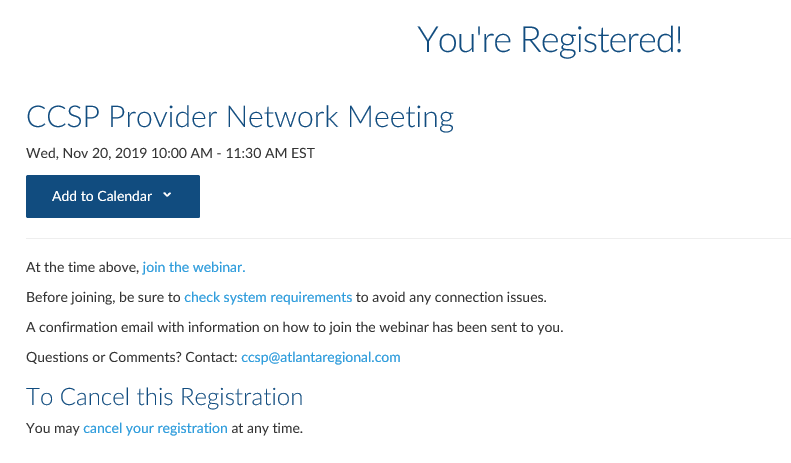 You're Registered!
CCSP Provider Network Meeting
Wed, Nov 20, 2019 10:00 AM - 11:30 AM EST
Add to Calendar
At the time above, join the webinar.
Before joining, be sure to check system requirements to avoid any connection issues.
A confirmation email with information on how to join the webinar has been sent to you.
Questions or Comments? Contact: ccsp@atlantaregional.com
To Cancel this Registration
You may cancel your registration at any time.